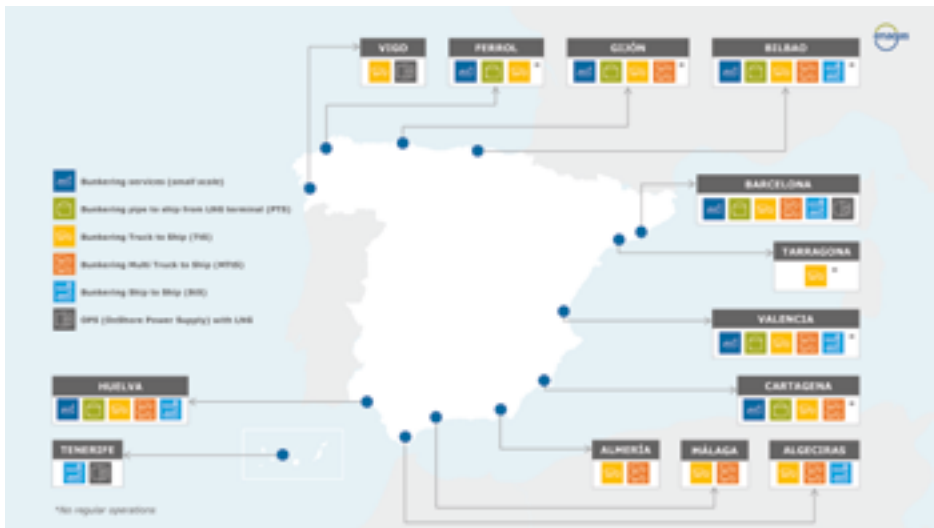 enagas
VIGO
FERROL
GIJÓN
BILBAO
*
*
*
BARCELONA
Bunkering services (small scale)
Bunkering pipe to ship from LNG terminal (PTS)
Bunkering Truck to Ship (TtS)
Bunkering Multi Truck to Ship (MTtS)
Bunkering Ship to Ship (StS)
OPS (OnShore Power Supply) with LNG
TARRAGONA
*
VALENCIA
*
HUELVA
CARTAGENA
*
TENERIFE
ALMERÍA
MÁLAGA
ALGECIRAS
*No regular operations